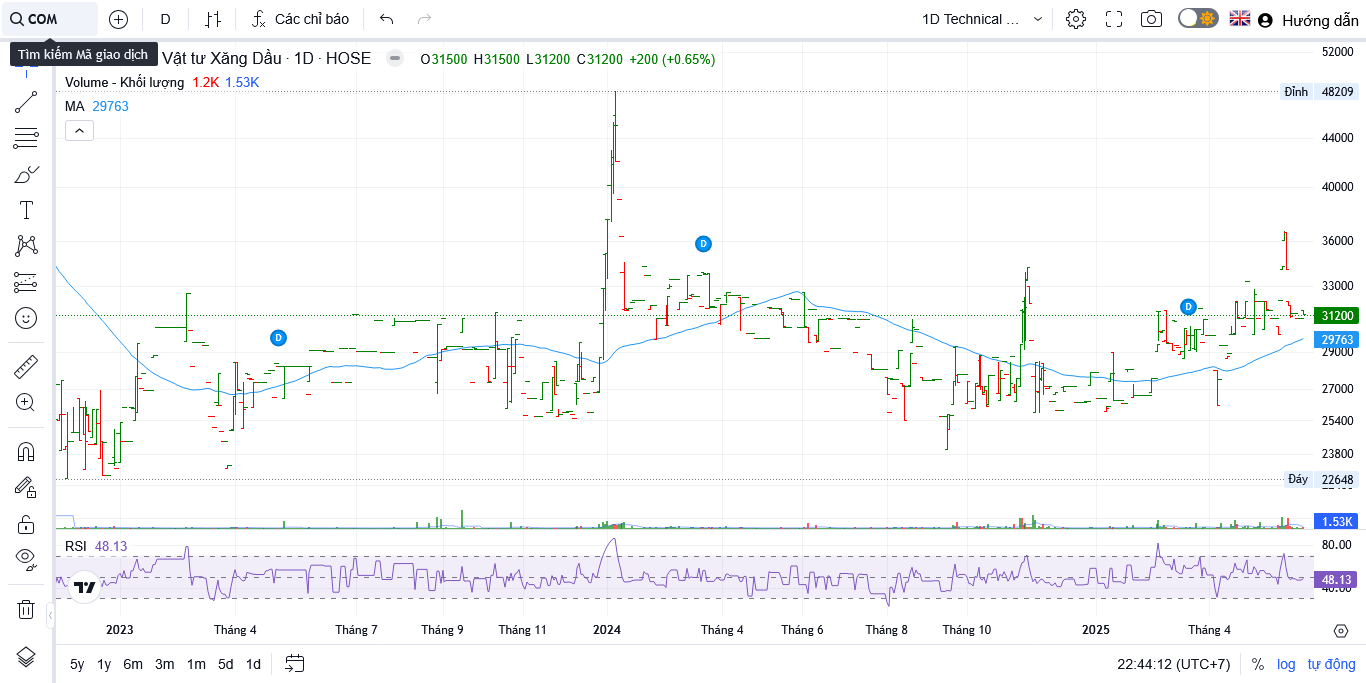 COM
D
Các chỉ báo
1D Technical ...
Hướng dẫn
Tìm kiếm Mã giao dịch
Vật tư Xăng Dầu · 1D · HOSE
O31500 H31500 L31200 C31200 +200 (+0.65%)
Volume - Khối lượng 1.2K 1.53K
MA 29763
52000
Đỉnh 48209
44000
40000
36000
33000
31200
29763
29000
27000
25400
23800
Đáy 22648
1.53K
D
D
D
RSI 48.13
80.00
48.13
40.00
2023
Tháng 4
Tháng 7
Tháng 9
Tháng 11
2024
Tháng 4
Tháng 6
Tháng 8
Tháng 10
2025
Tháng 4
5y 1y 6m 3m 1m 5d 1d
22:44:12 (UTC+7)
%
log
tự động